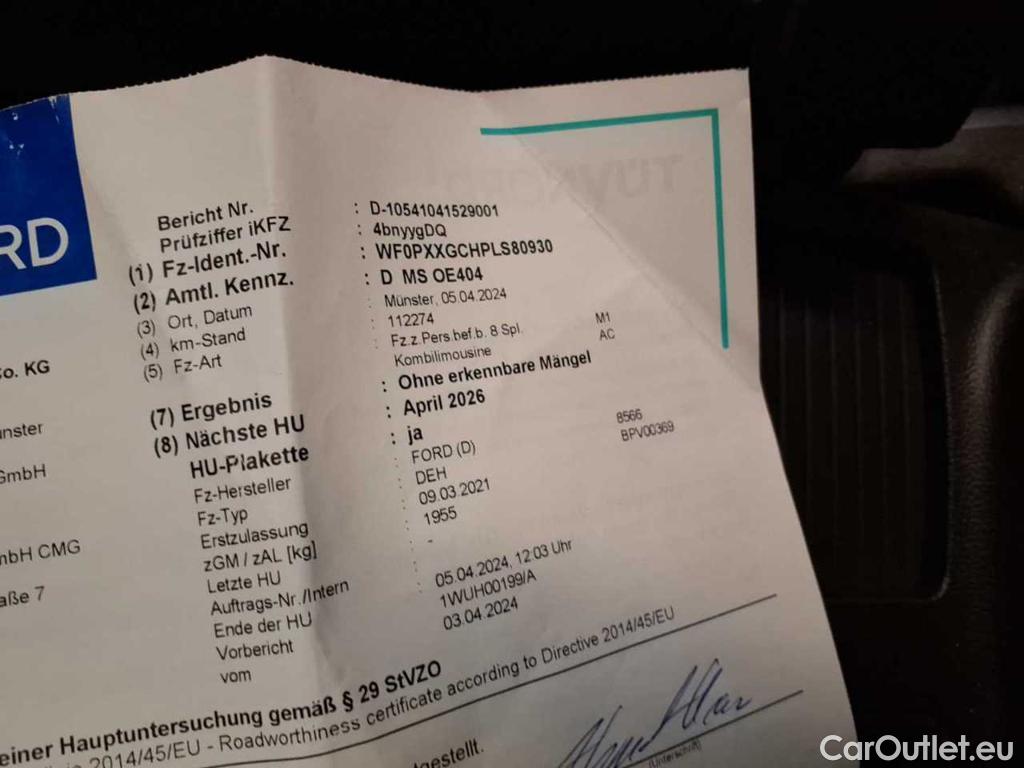 RD
Bericht Nr. : D-10541041529001
Prüfziffer iKFZ : 4bnyygDQ
(1) Fz-Ident.-Nr. : WF0PXXGCHPLS80930
(2) Amtl. Kennz. : D MS OE404
(3) Ort, Datum : Münster, 05.04.2024
(4) km-Stand : 112274
(5) Fz-Art : Fz.z.Pers.bef.b. 8 Spl. M1
Kombilimousine AC
(7) Ergebnis : Ohne erkennbare Mängel
(8) Nächste HU : April 2026
HU-Plakette : ja
Fz-Hersteller : FORD (D) 8566
Fz-Typ : DEH BPV00369
Erstzulassung : 09.03.2021
zGM / zAL [kg] : 1955
Letzte HU : -
Auftrags-Nr./Intern :
Ende der HU : 05.04.2024, 12:03 Uhr
Vorbericht : 1WUH00199/A
vom : 03.04.2024
Co. KG
nster
GmbH
mbH CMG
aße 7
einer Hauptuntersuchung gemäß § 29 StVZO
2014/45/EU - Roadworthiness certificate according to Directive 2014/45/EU
gestellt.
(Unterschrift)
CarOutlet.eu